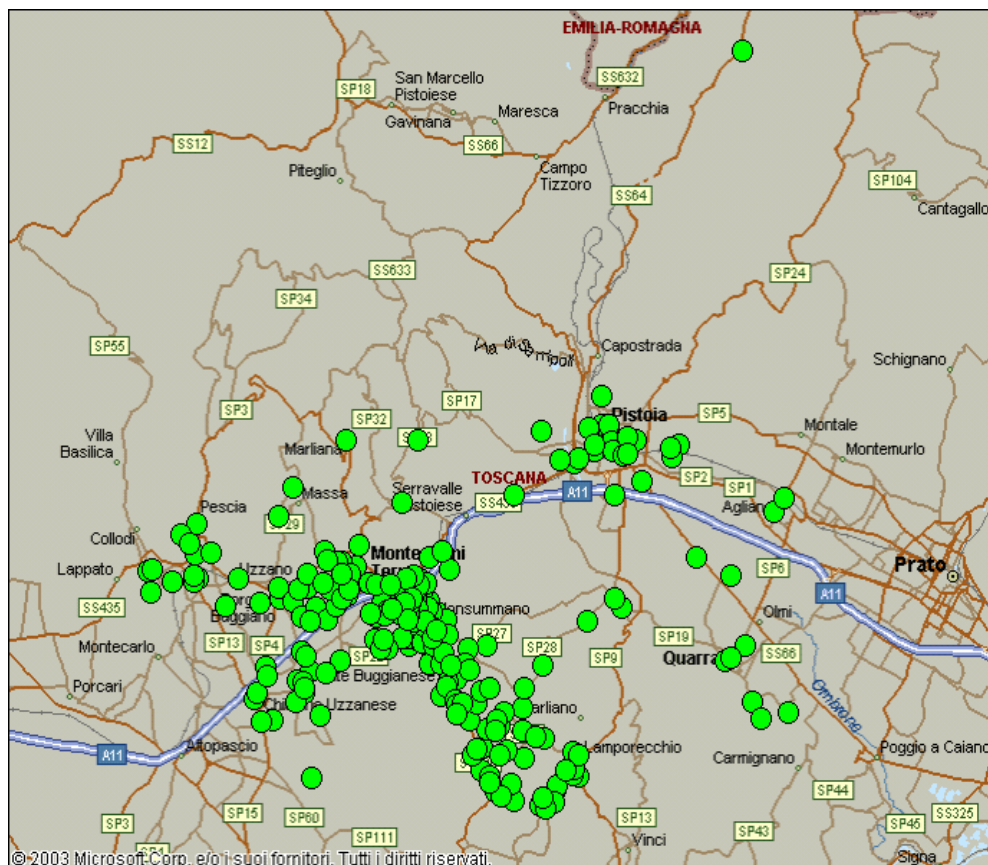 EMILIA-ROMAGNA
SS632
San Marcello
Pistoiese
SP18
Maresca
Pracchia
Gavinana
SS12
SS66
Campo
Tizzoro
Piteglio
SP104
SS64
Cantagallo
SS633
SP24
SP34
SP55
Via di
Capostrada
Schignano
SP3
SP32
SP17
Pistoia
SP5
Villa
Basilica
Marliana
Montale
Montemurlo
TOSCANA
SP2
SP1
A11
Massa
Serravalle
Pistoiese
Pescia
Collodi
Lappato
Uzzano
SS435
Prato
SP6
A11
Olmi
Buggiano
SP13
SP4
SP27
SP28
SP19
SS66
SP9
Montecarlo
Porcari
Uzzanese
Ombrone
Lamporecchio
Carmignano
Poggio a Caiano
A11
Altopascio
SP44
SP3
SP15
SP60
SP111
SP13
Vinci
SP43
SP45
SS325
Signa
© 2003 Microsoft Corp. e/o i suoi fornitori. Tutti i diritti riservati.